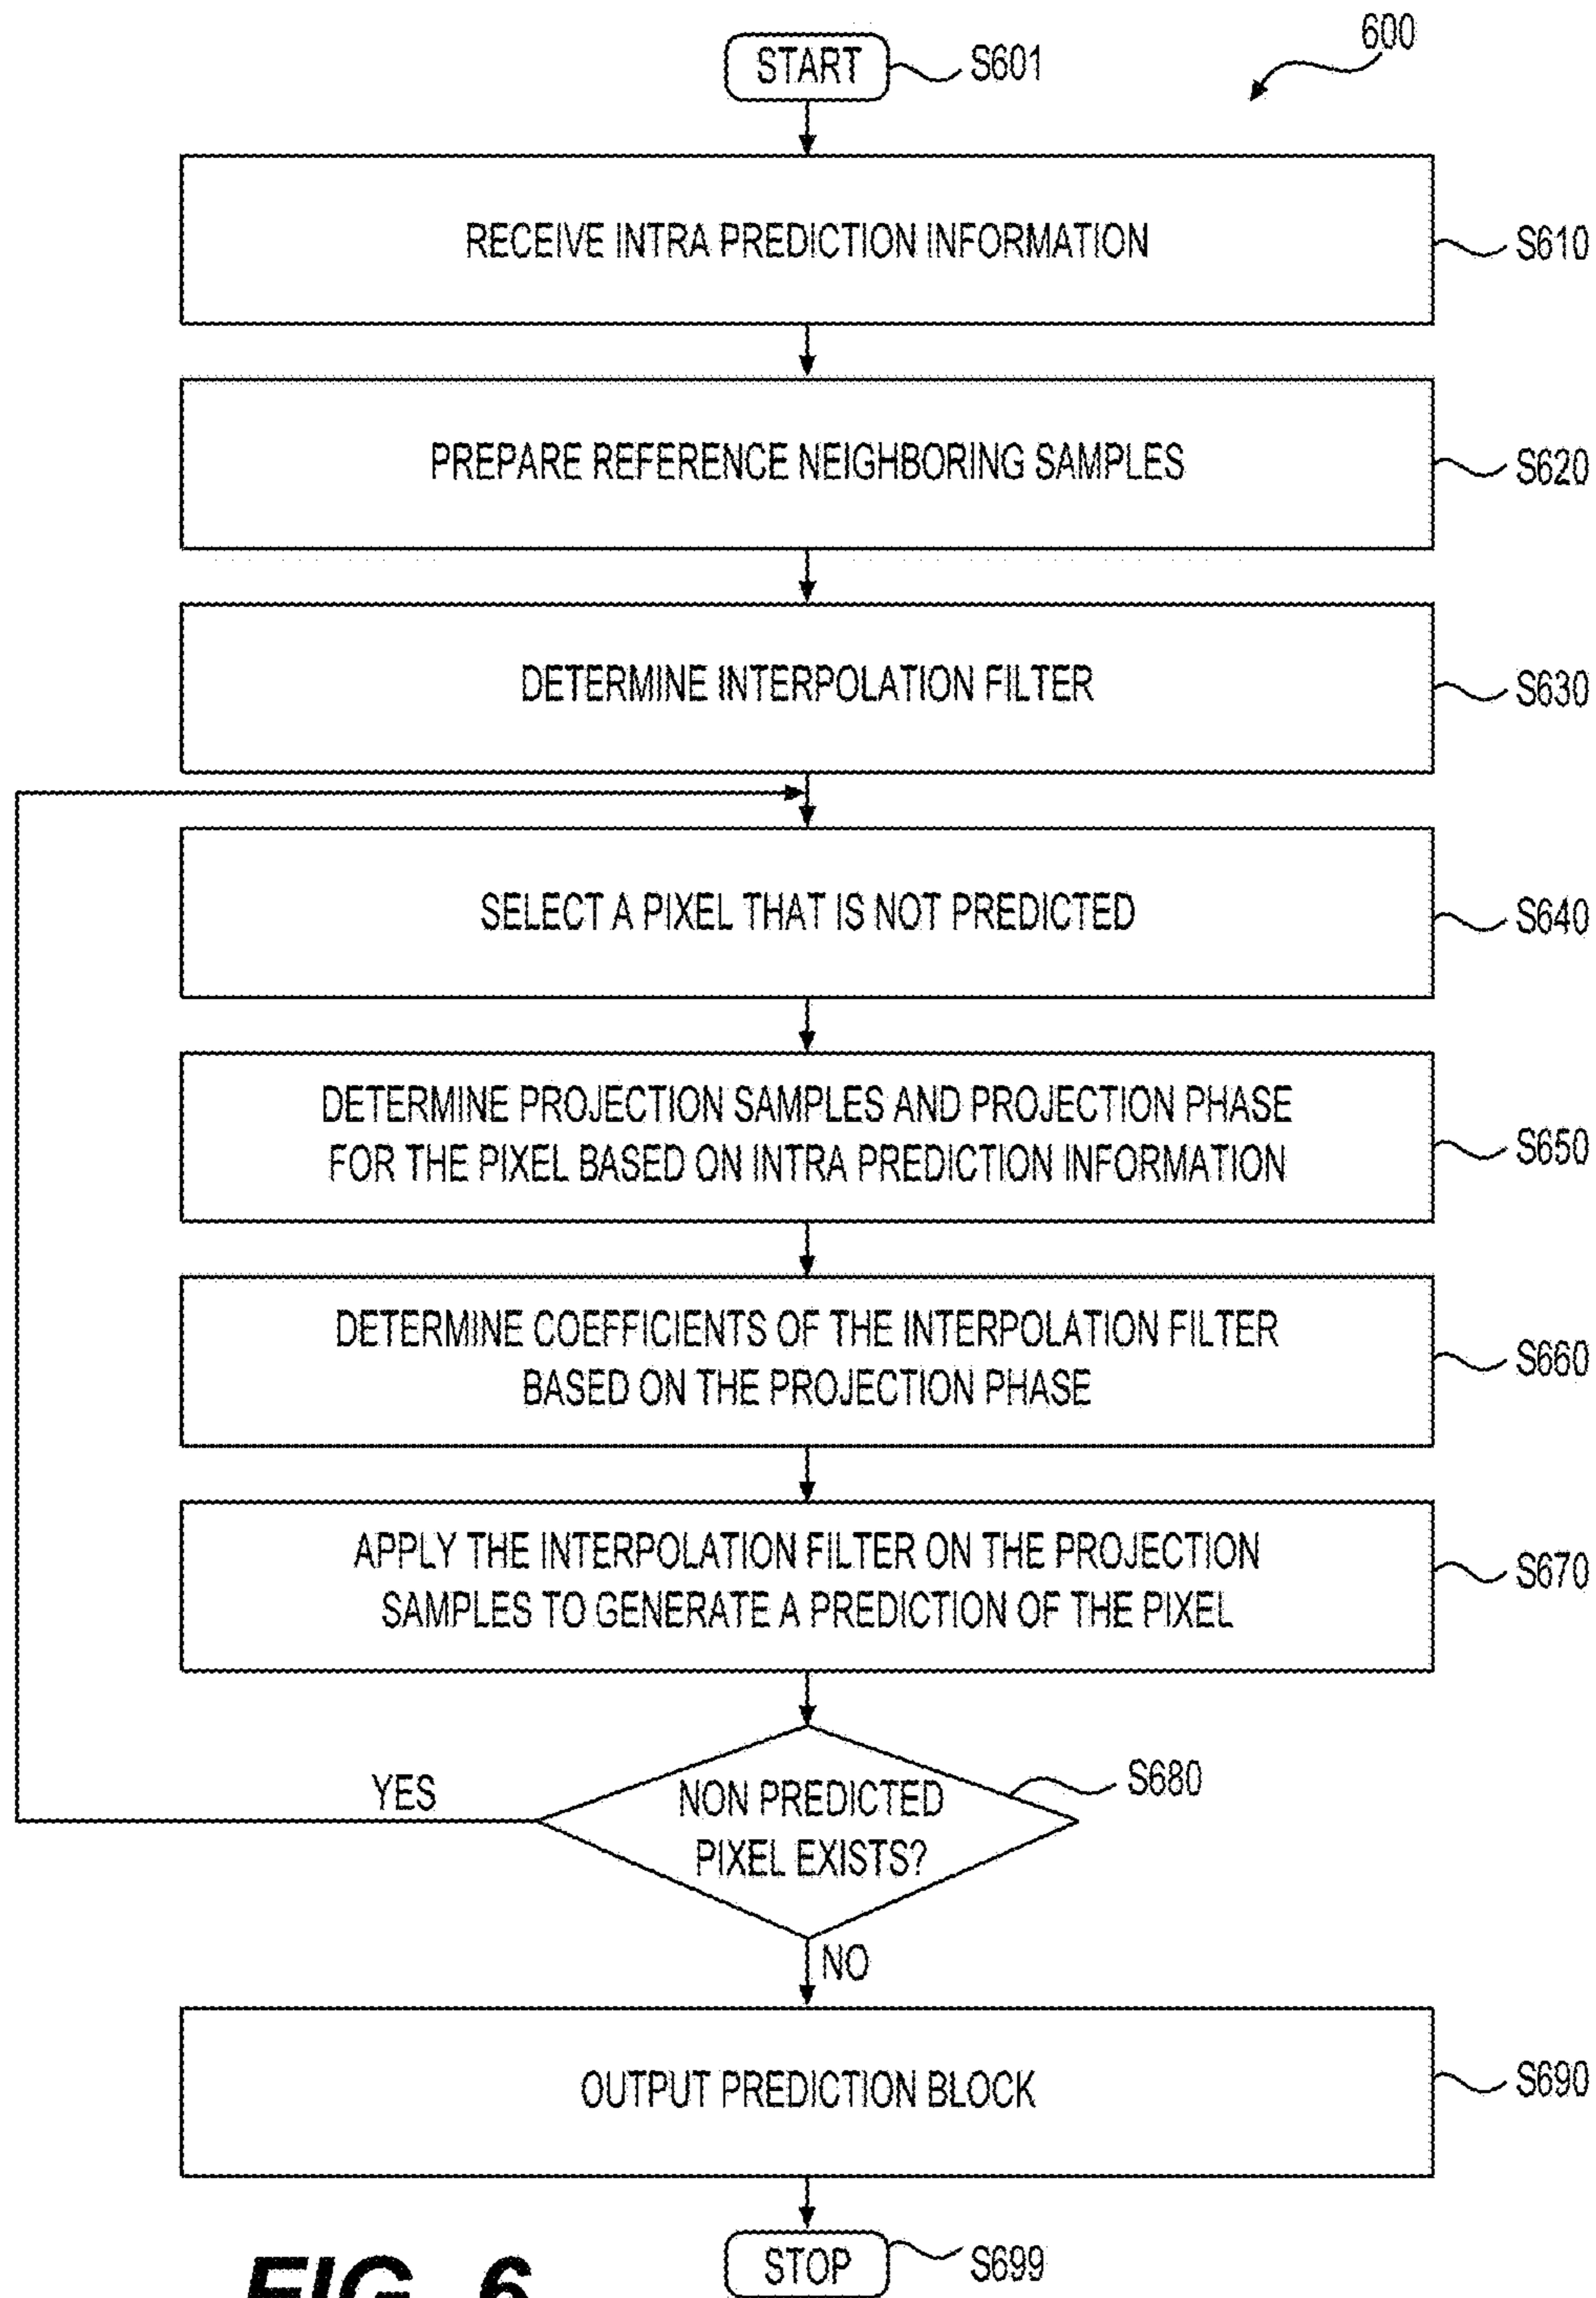 600
START
S601
RECEIVE INTRA PREDICTION INFORMATION
S610
PREPARE REFERENCE NEIGHBORING SAMPLES
S620
DETERMINE INTERPOLATION FILTER
S630
SELECT A PIXEL THAT IS NOT PREDICTED
S640
DETERMINE PROJECTION SAMPLES AND PROJECTION PHASE
FOR THE PIXEL BASED ON INTRA PREDICTION INFORMATION
S650
DETERMINE COEFFICIENTS OF THE INTERPOLATION FILTER
BASED ON THE PROJECTION PHASE
S660
APPLY THE INTERPOLATION FILTER ON THE PROJECTION
SAMPLES TO GENERATE A PREDICTION OF THE PIXEL
S670
YES
NON PREDICTED
PIXEL EXISTS?
S680
NO
OUTPUT PREDICTION BLOCK
S690
STOP
S699
FIG. 6